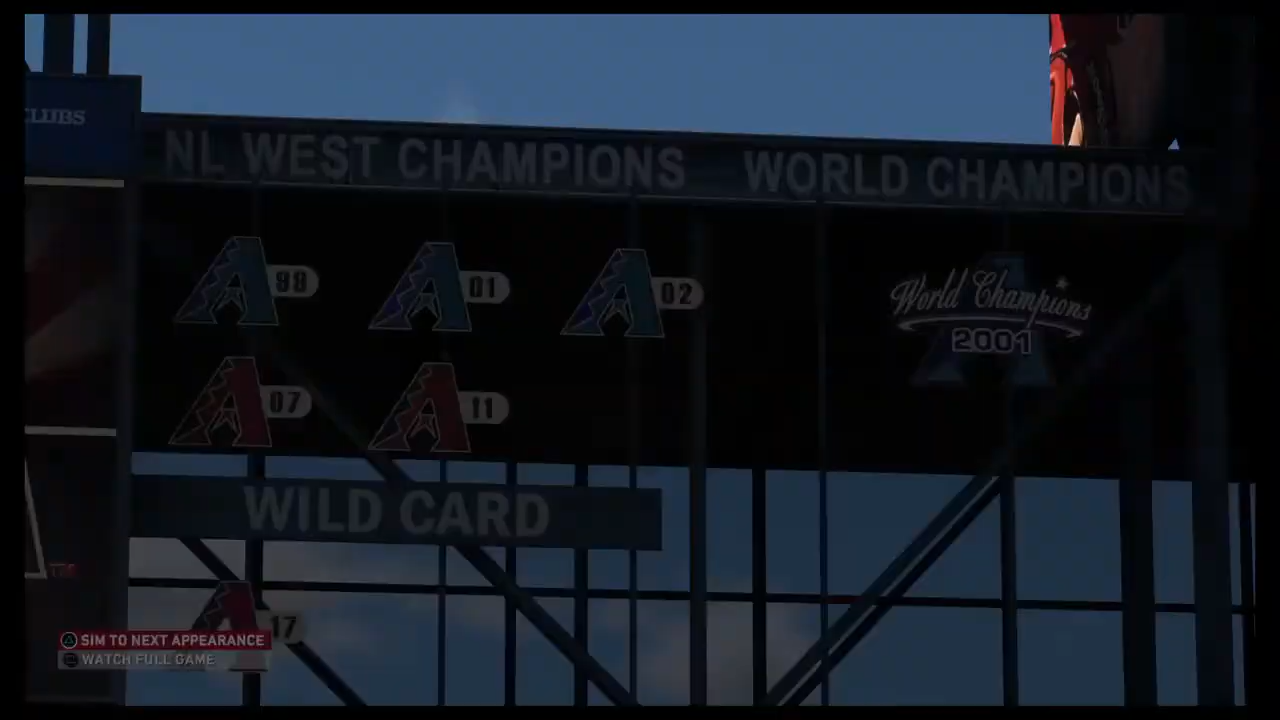 CLUBS
NL WEST CHAMPIONS WORLD CHAMPIONS
A 98 A 01 A 02
World Champions
2001
A 07 A 11
WILD CARD
A 17
SIM TO NEXT APPEARANCE
WATCH FULL GAME